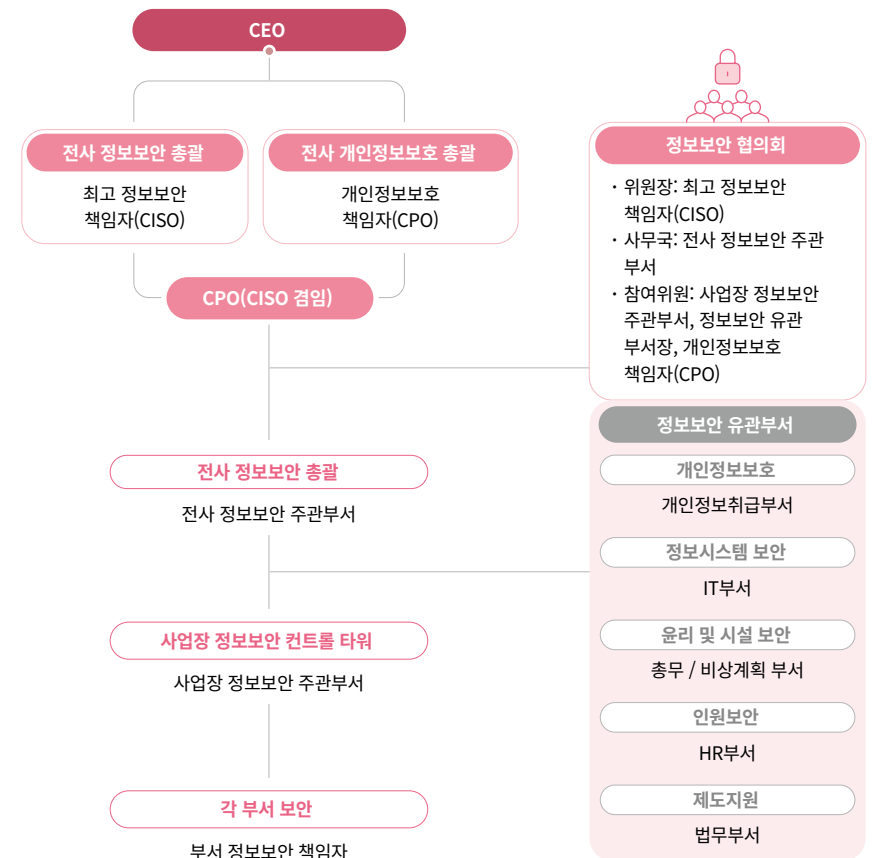 CEO
전사 정보보안 총괄
최고 정보보안
책임자(CISO)
전사 개인정보보호 총괄
개인정보보호
책임자(CPO)
CPO(CISO 겸임)
정보보안 협의회
· 위원장: 최고 정보보안
책임자(CISO)
· 사무국: 전사 정보보안 주관
부서
· 참여위원: 사업장 정보보안
주관부서, 정보보안 유관
부서장, 개인정보보호
책임자(CPO)
전사 정보보안 총괄
전사 정보보안 주관부서
사업장 정보보안 컨트롤 타워
사업장 정보보안 주관부서
각 부서 보안
부서 정보보안 책임자
정보보안 유관부서
개인정보보호
개인정보취급부서
정보시스템 보안
IT부서
윤리 및 시설 보안
총무 / 비상계획 부서
인원보안
HR부서
제도지원
법무부서